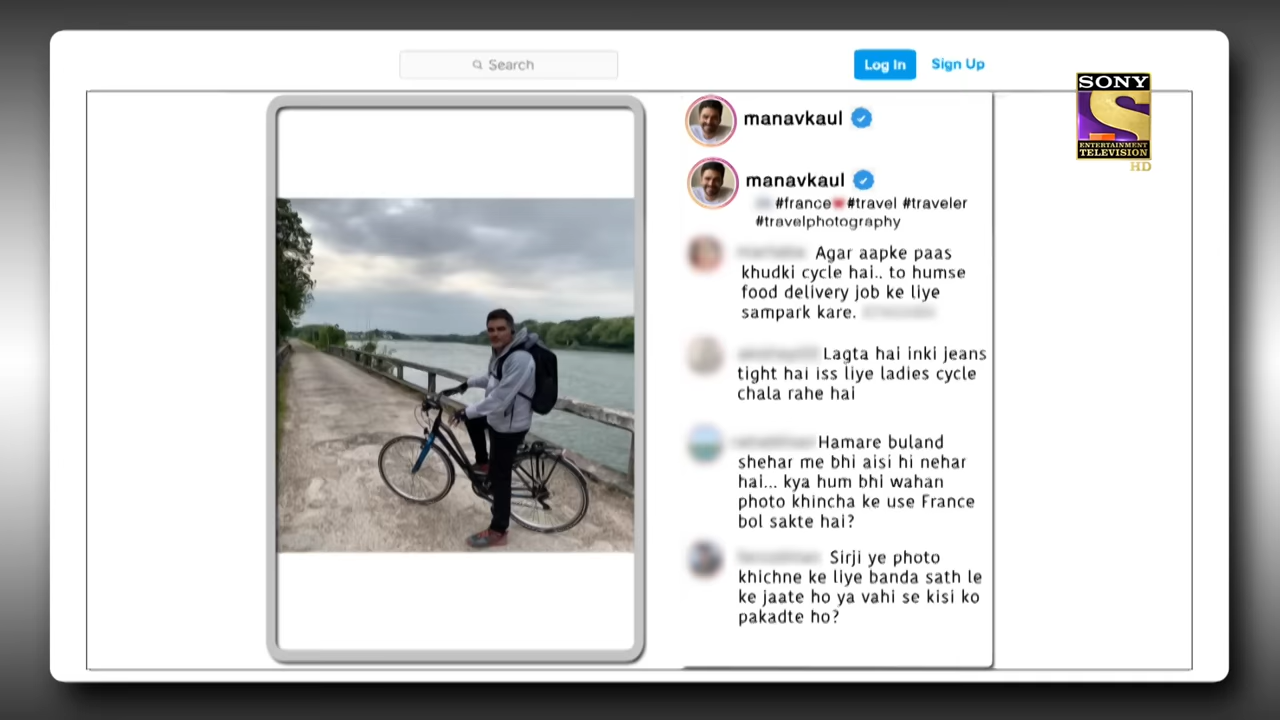 Search
Log In
Sign Up
SONY
ENTERTAINMENT
TELEVISION
HD
manavkaul
manavkaul
#france #travel #traveler
#travelphotography
Agar aapke paas
khudki cycle hai.. to humse
food delivery job ke liye
sampark kare.
Lagta hai inki jeans
tight hai iss liye ladies cycle
chala rahe hai
Hamare buland
shehar me bhi aisi hi nehar
hai... kya hum bhi wahan
photo khincha ke use France
bol sakte hai?
Sirji ye photo
khichne ke liye banda sath le
ke jaate ho ya vahi se kisi ko
pakadte ho?